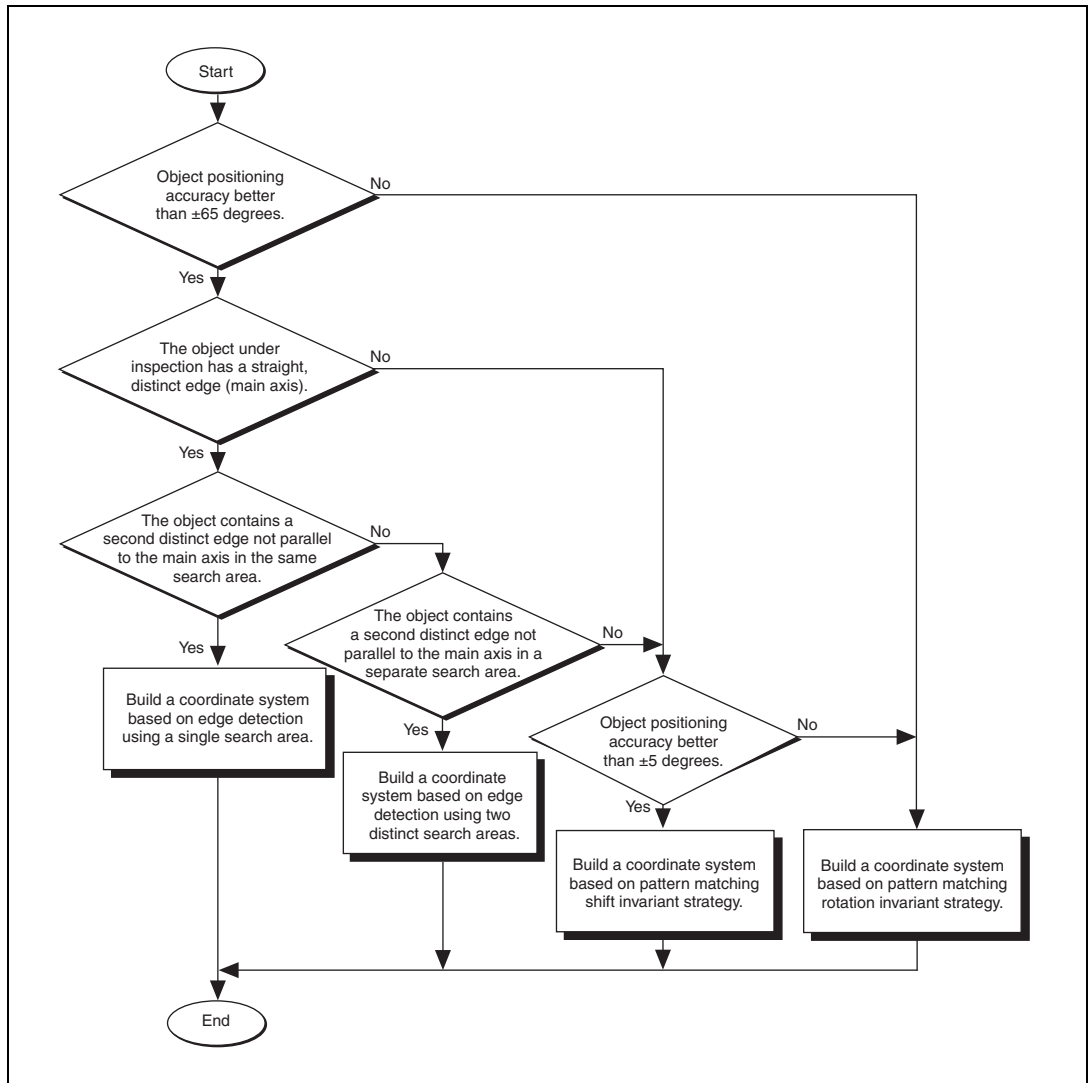 Start
Object positioning
accuracy better
than ±65 degrees.
No
Yes
The object under
inspection has a straight,
distinct edge (main axis).
No
Yes
The object contains a
second distinct edge not parallel
to the main axis in the same
search area.
No
The object contains
a second distinct edge not
parallel to the main axis in a
separate search area.
No
Yes
Build a coordinate system
based on edge detection
using a single search area.
Object positioning
accuracy better
than ±5 degrees.
No
Yes
Build a coordinate
system based on edge
detection using two
distinct search areas.
Yes
Build a coordinate system
based on pattern matching
shift invariant strategy.
Build a coordinate system
based on pattern matching
rotation invariant strategy.
End